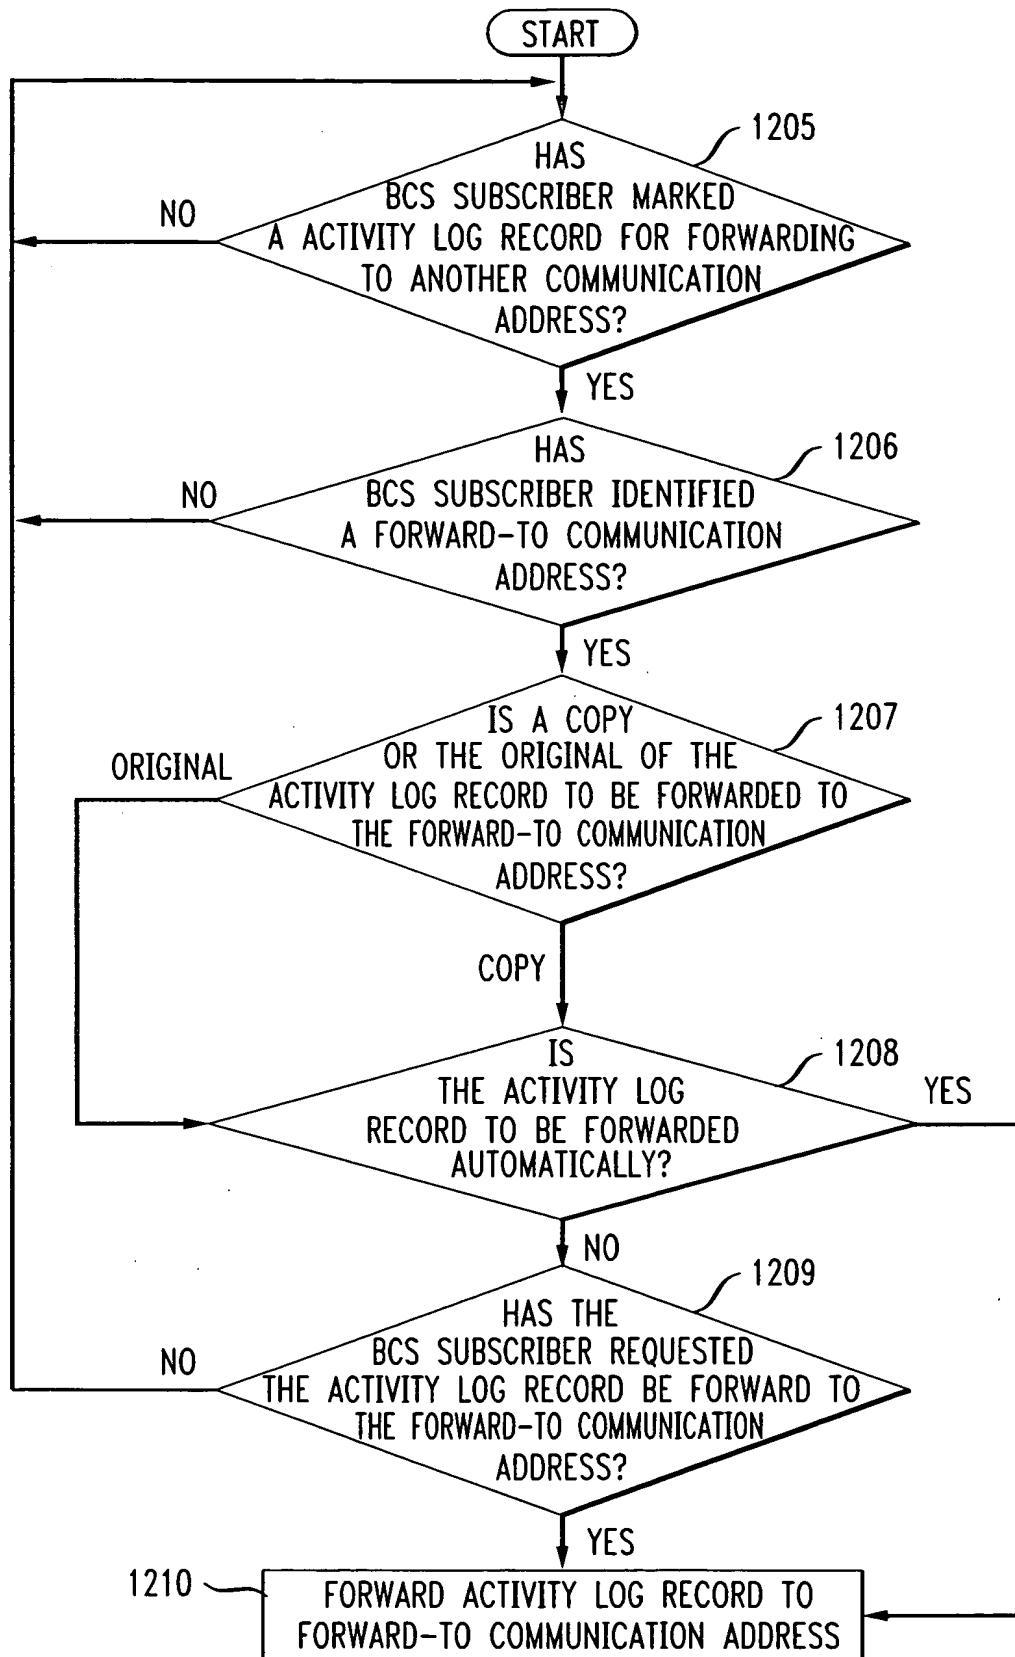 START
1205
HAS
BCS SUBSCRIBER MARKED
A ACTIVITY LOG RECORD FOR FORWARDING
TO ANOTHER COMMUNICATION
ADDRESS?
NO
YES
1206
HAS
BCS SUBSCRIBER IDENTIFIED
A FORWARD-TO COMMUNICATION
ADDRESS?
NO
YES
1207
IS A COPY
OR THE ORIGINAL OF THE
ACTIVITY LOG RECORD TO BE FORWARDED TO
THE FORWARD-TO COMMUNICATION
ADDRESS?
ORIGINAL
COPY
1208
IS
THE ACTIVITY LOG
RECORD TO BE FORWARDED
AUTOMATICALLY?
YES
NO
1209
HAS THE
BCS SUBSCRIBER REQUESTED
THE ACTIVITY LOG RECORD BE FORWARD TO
THE FORWARD-TO COMMUNICATION
ADDRESS?
NO
YES
1210
FORWARD ACTIVITY LOG RECORD TO
FORWARD-TO COMMUNICATION ADDRESS